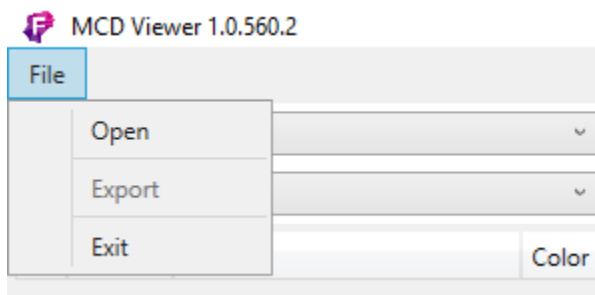 MCD Viewer 1.0.560.2
File
Open
Export
Exit
Color